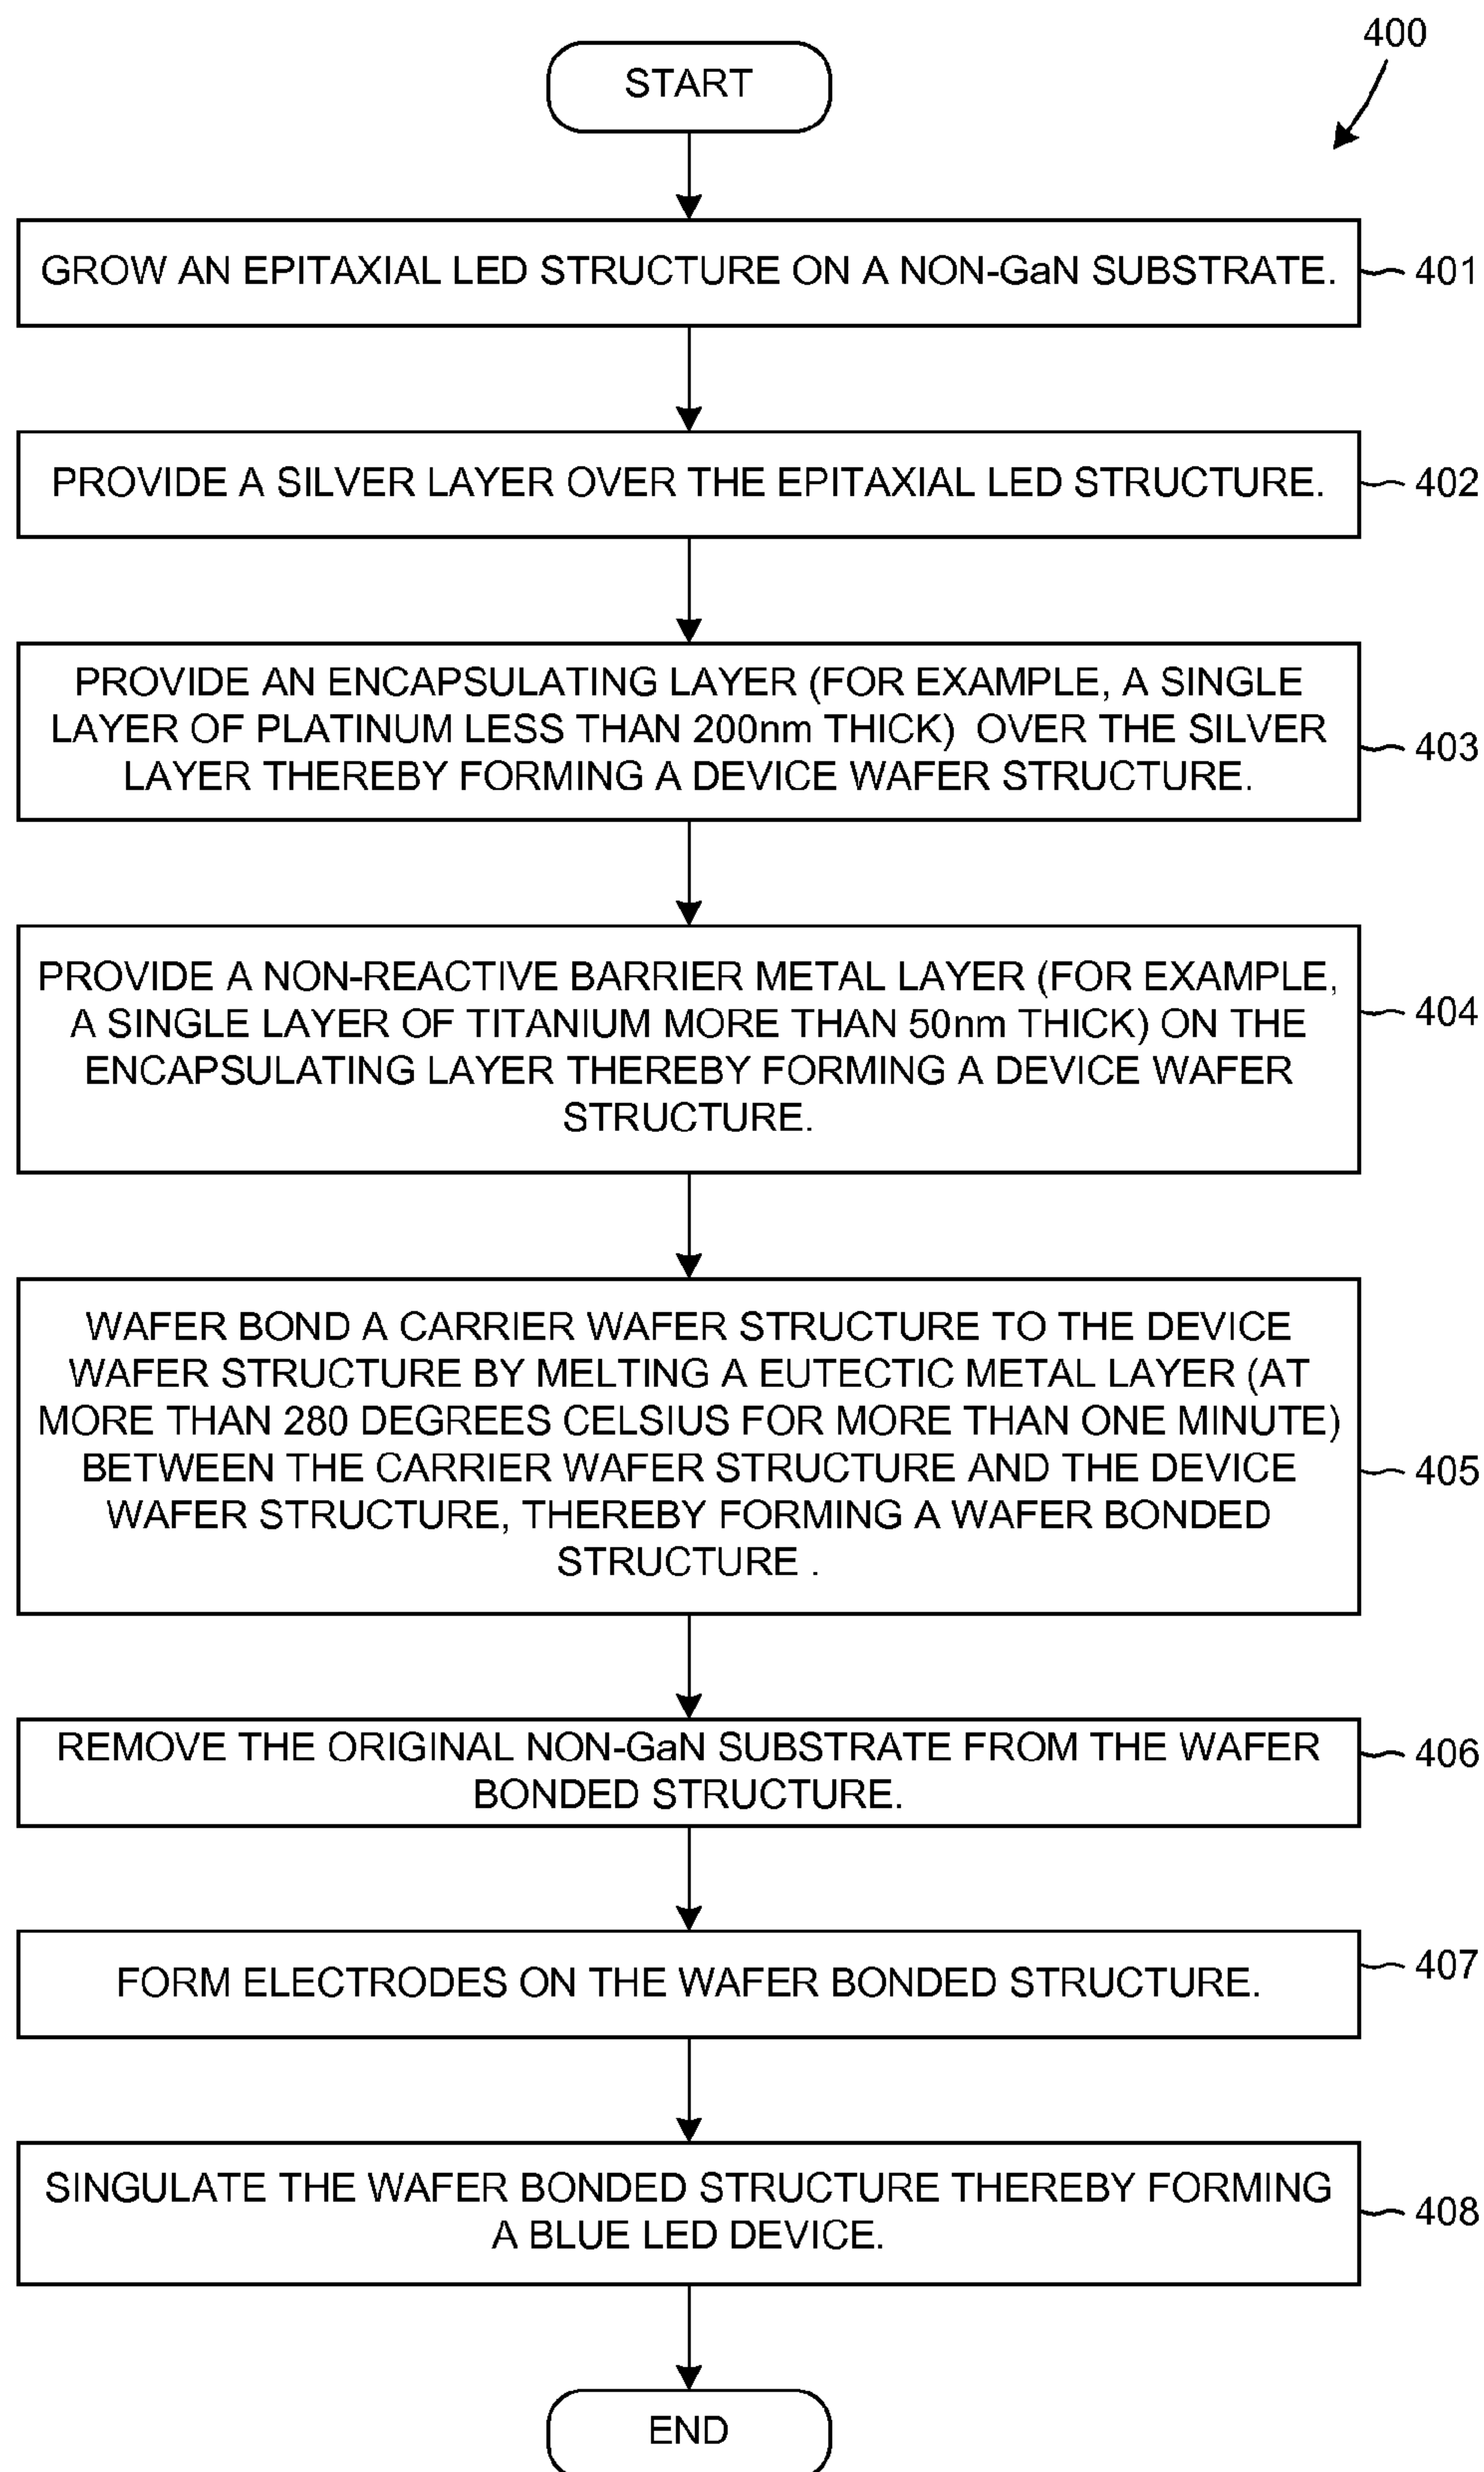 400
START
GROW AN EPITAXIAL LED STRUCTURE ON A NON-GaN SUBSTRATE.
401
PROVIDE A SILVER LAYER OVER THE EPITAXIAL LED STRUCTURE.
402
PROVIDE AN ENCAPSULATING LAYER (FOR EXAMPLE, A SINGLE
LAYER OF PLATINUM LESS THAN 200nm THICK) OVER THE SILVER
LAYER THEREBY FORMING A DEVICE WAFER STRUCTURE.
403
PROVIDE A NON-REACTIVE BARRIER METAL LAYER (FOR EXAMPLE,
A SINGLE LAYER OF TITANIUM MORE THAN 50nm THICK) ON THE
ENCAPSULATING LAYER THEREBY FORMING A DEVICE WAFER
STRUCTURE.
404
WAFER BOND A CARRIER WAFER STRUCTURE TO THE DEVICE
WAFER STRUCTURE BY MELTING A EUTECTIC METAL LAYER (AT
MORE THAN 280 DEGREES CELSIUS FOR MORE THAN ONE MINUTE)
BETWEEN THE CARRIER WAFER STRUCTURE AND THE DEVICE
WAFER STRUCTURE, THEREBY FORMING A WAFER BONDED
STRUCTURE .
405
REMOVE THE ORIGINAL NON-GaN SUBSTRATE FROM THE WAFER
BONDED STRUCTURE.
406
FORM ELECTRODES ON THE WAFER BONDED STRUCTURE.
407
SINGULATE THE WAFER BONDED STRUCTURE THEREBY FORMING
A BLUE LED DEVICE.
408
END